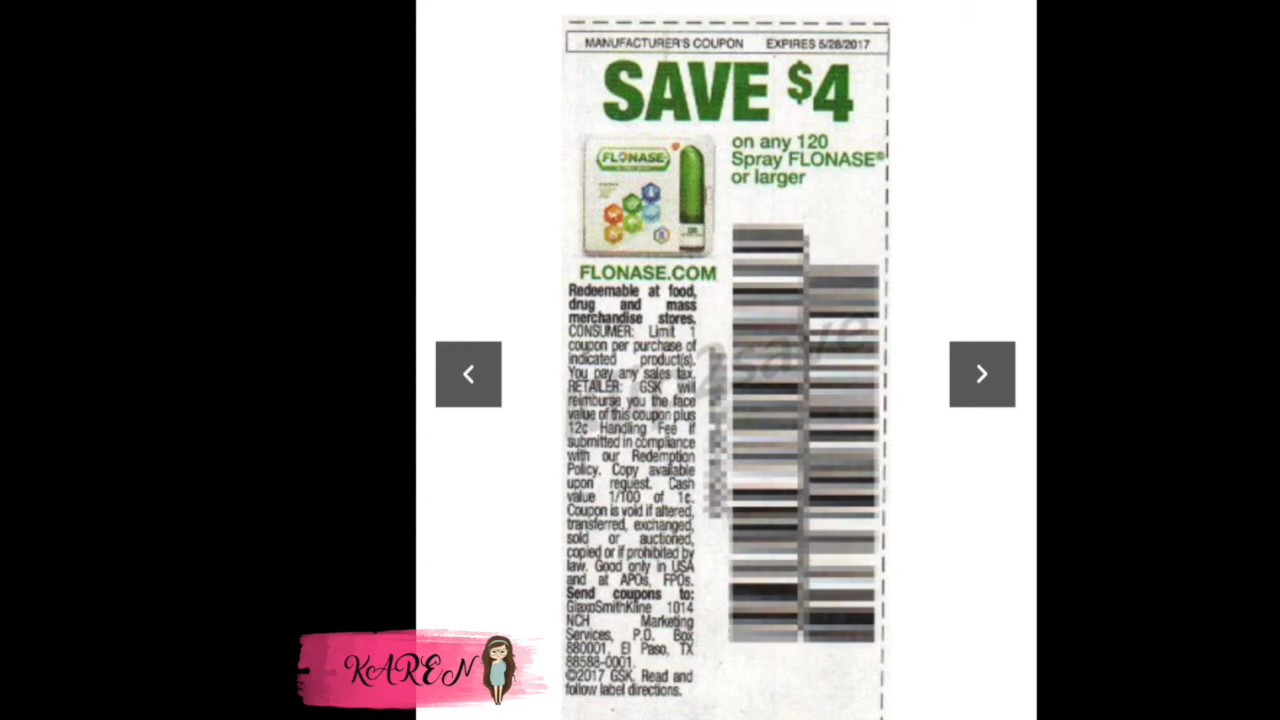 MANUFACTURER'S COUPON EXPIRES 5/28/2017
SAVE $4
on any 120
Spray FLONASE®
or larger
FLONASE
FLONASE.COM
Redeemable at food,
drug and mass
merchandise stores.
CONSUMER: Limit 1
coupon per purchase of
indicated product(s).
You pay any sales tax.
RETAILER: GSK will
reimburse you the face
value of this coupon plus
12¢ Handling Fee if
submitted in compliance
with our Redemption
Policy. Copy available
upon request. Cash
value 1/100 of 1¢.
Coupon is void if altered,
transferred, exchanged,
sold or auctioned,
copied or if prohibited by
law. Good only in USA
and at APOs, FPOs.
Send coupons to:
GlaxoSmithKline 1014
NCH Marketing
Services, P.O. Box
880001, El Paso, TX
88588-0001.
©2017 GSK. Read and
follow label directions.
2save
KAREN